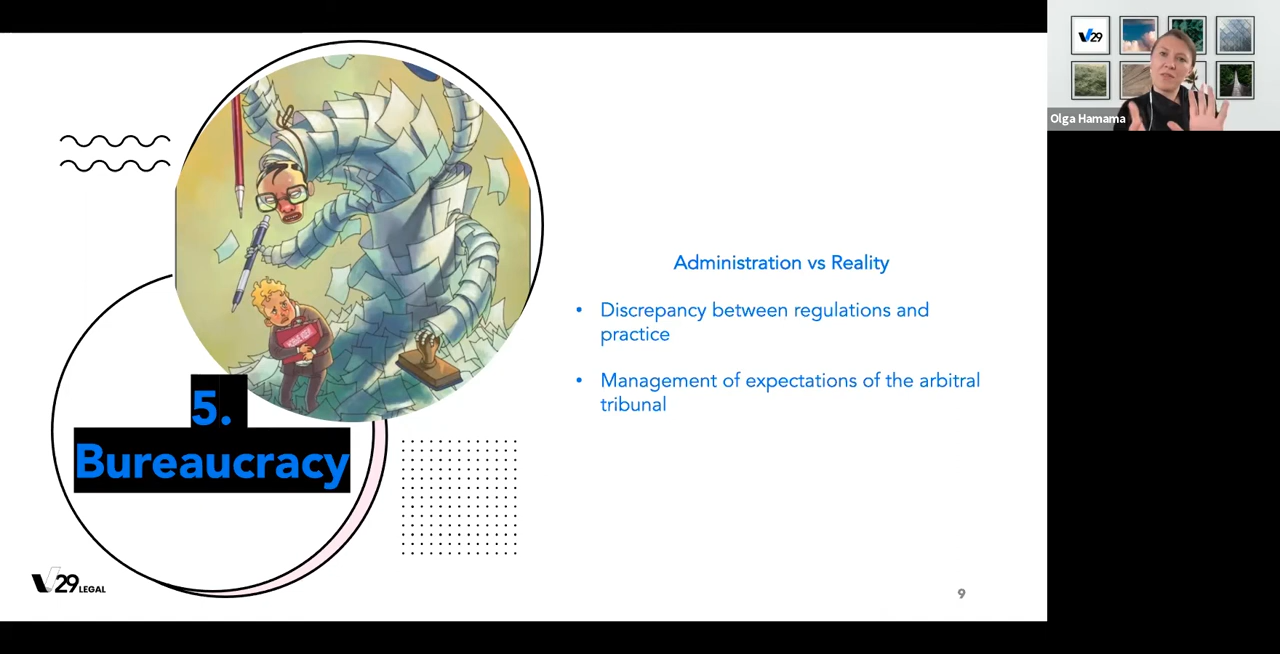 V29
Olga Hamama
Administration vs Reality
• Discrepancy between regulations and
practice
• Management of expectations of the arbitral
tribunal
5.
Bureaucracy
V29 LEGAL
9